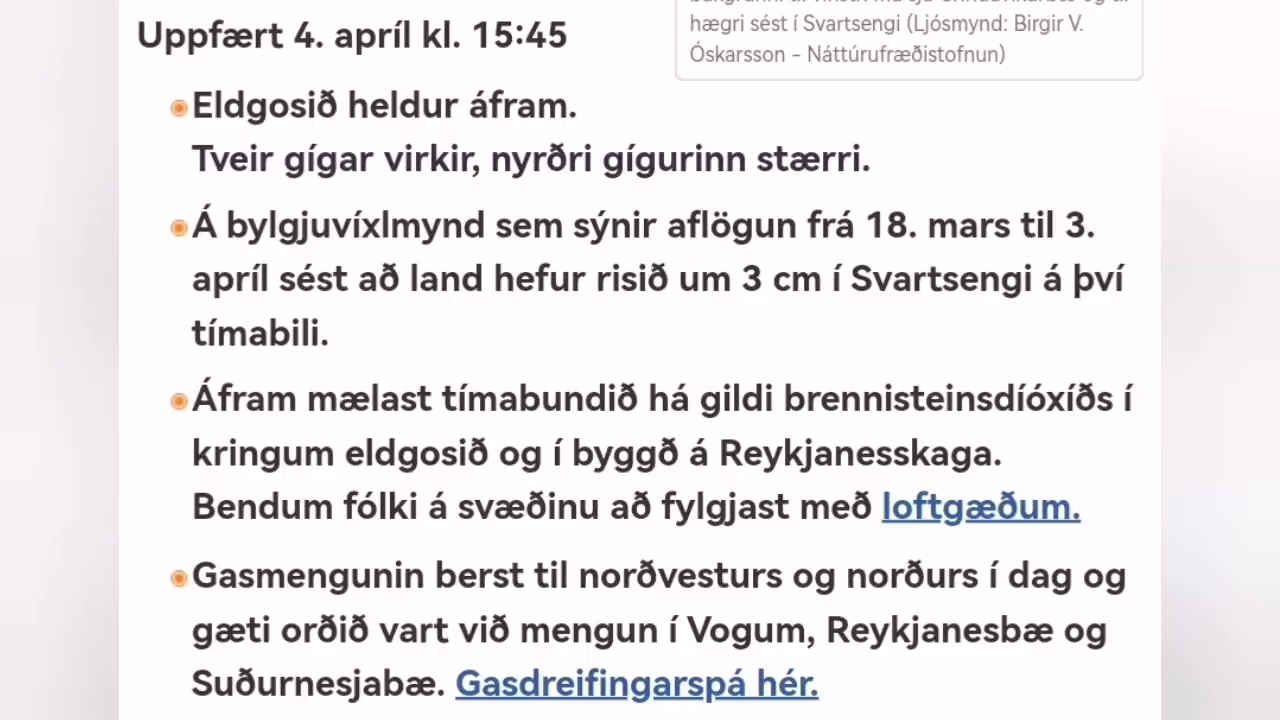 Uppfært 4. apríl kl. 15:45
hægri sést í Svartsengi (Ljósmynd: Birgir V.
Óskarsson - Náttúrufræðistofnun)
Eldgosið heldur áfram.
Tveir gígar virkir, nyrðri gígurinn stærri.
Á bylgjuvíxlmynd sem sýnir aflögun frá 18. mars til 3.
apríl sést að land hefur risið um 3 cm í Svartsengi á því
tímabili.
Áfram mælast tímabundið há gildi brennisteinsdíóxíðs í
kringum eldgosið og í byggð á Reykjanesskaga.
Bendum fólki á svæðinu að fylgjast með loftgæðum.
Gasmengunin berst til norðvesturs og norðurs í dag og
gæti orðið vart við mengun í Vogum, Reykjanesbæ og
Suðurnesjabæ. Gasdreifingarspá hér.